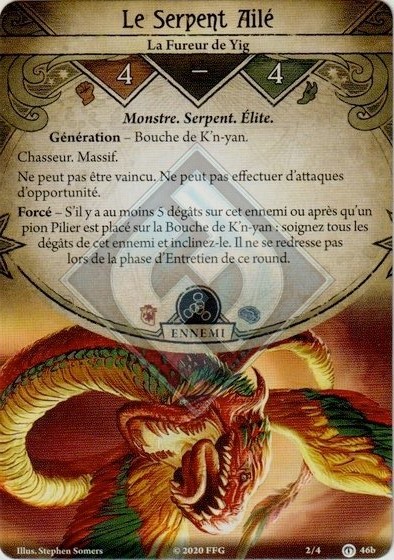 Le Serpent Ailé
La Fureur de Yig
4 – 4
Monstre. Serpent. Élite.
Génération – Bouche de K'n-yan.
Chasseur. Massif.
Ne peut pas être vaincu. Ne peut pas effectuer d'attaques
d'opportunité.
Forcé – S'il y a au moins 5 dégâts sur cet ennemi ou après qu'un
pion Pilier est placé sur la Bouche de K'n-yan : soignez tous les
dégâts de cet ennemi et inclinez-le. Il ne se redresse pas
lors de la phase d'Entretien de ce round.
ENNEMI
Illus. Stephen Somers © 2020 FFG 2/4 46b